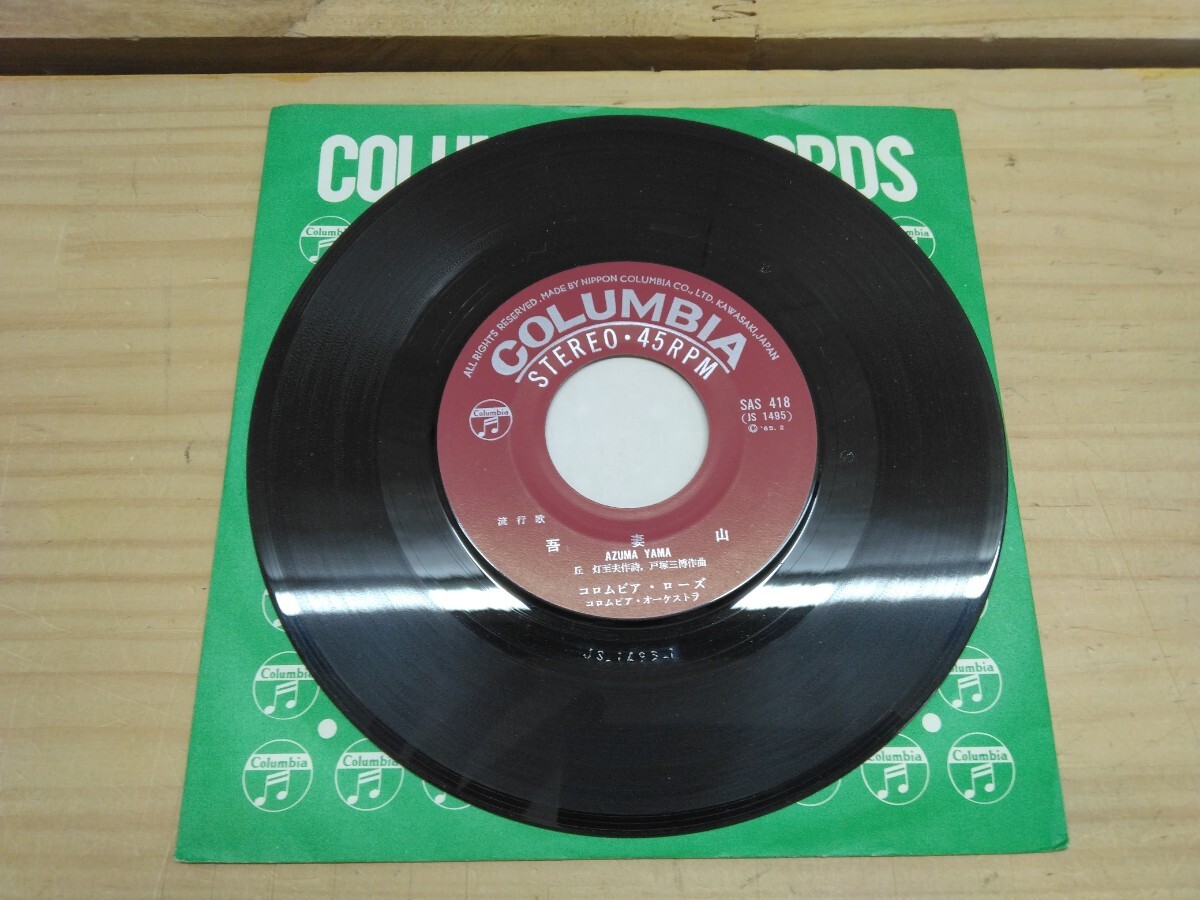 COLU ORDS
Columbia
ALL RIGHTS RESERVED, MADE BY NIPPON COLUMBIA CO., LTD. KAWASAKI, JAPAN
COLUMBIA
STEREO・45RPM
Columbia
SAS 418
(JS 1495)
© '65. 2
流行歌
吾妻山
AZUMA YAMA
丘 灯至夫作詩, 戸塚三博作曲
コロムビア・ローズ
コロムビア・オーケストラ
Columbia
Columbia
Columbia
Columbia
Columbia
Columbia